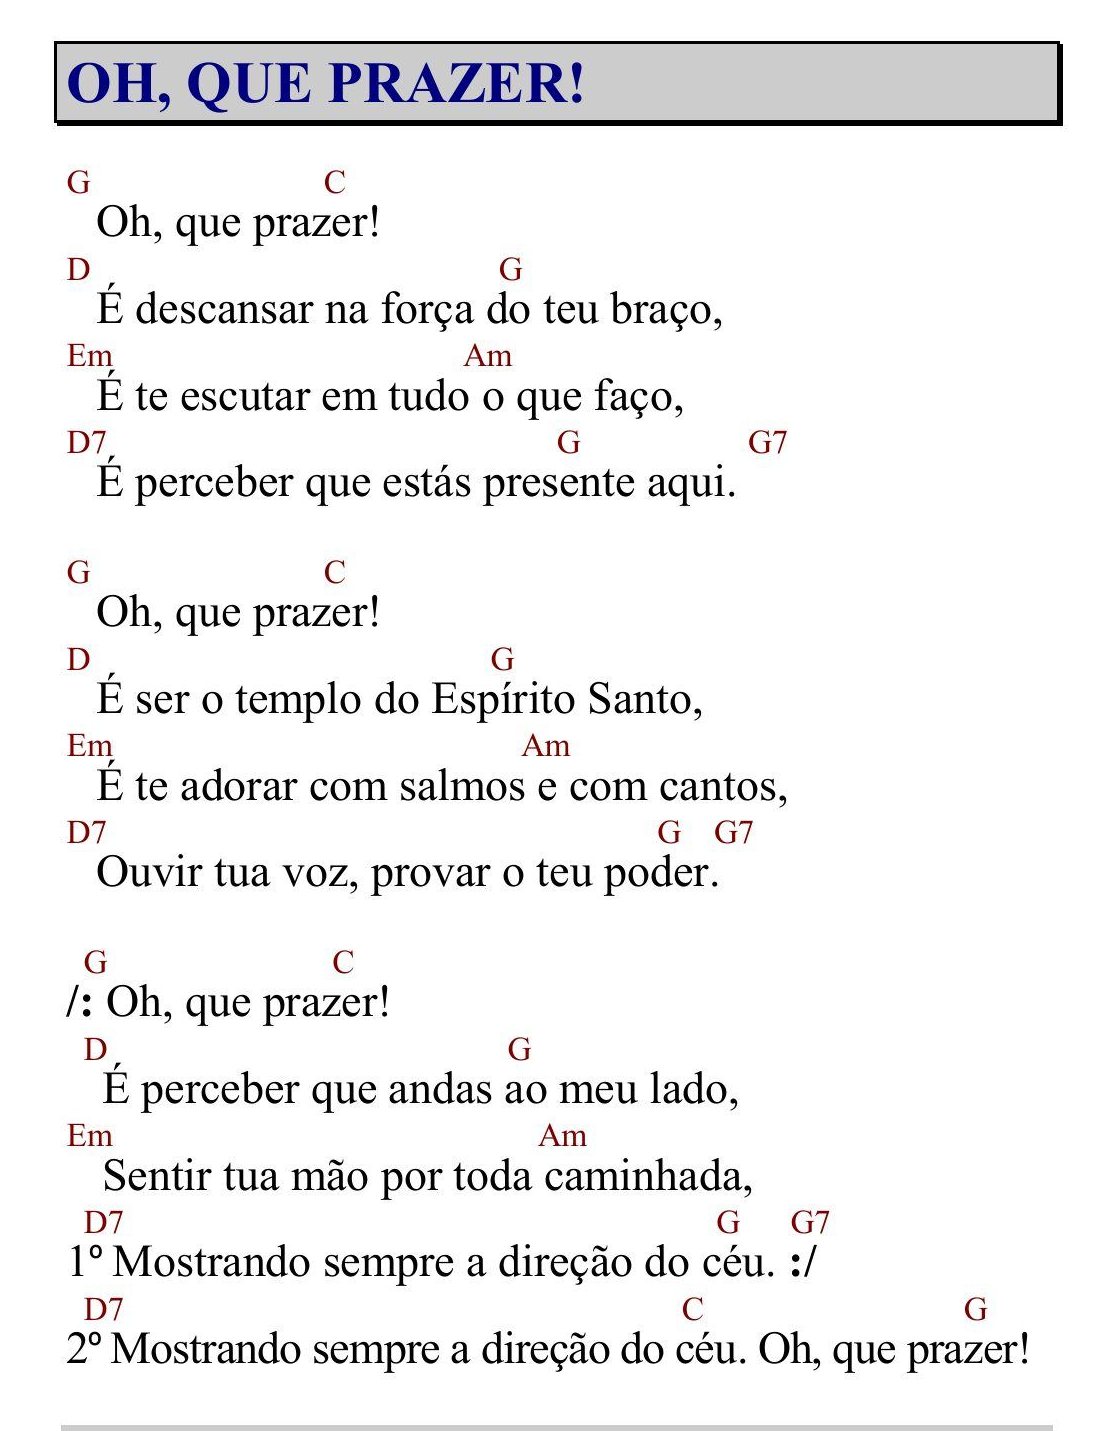 OH, QUE PRAZER!
G C
Oh, que prazer!
D G
É descansar na força do teu braço,
Em Am
É te escutar em tudo o que faço,
D7 G G7
É perceber que estás presente aqui.
G C
Oh, que prazer!
D G
É ser o templo do Espírito Santo,
Em Am
É te adorar com salmos e com cantos,
D7 G G7
Ouvir tua voz, provar o teu poder.
G C
/: Oh, que prazer!
D G
É perceber que andas ao meu lado,
Em Am
Sentir tua mão por toda caminhada,
D7 G G7
1º Mostrando sempre a direção do céu. :/
D7 C G
2º Mostrando sempre a direção do céu. Oh, que prazer!